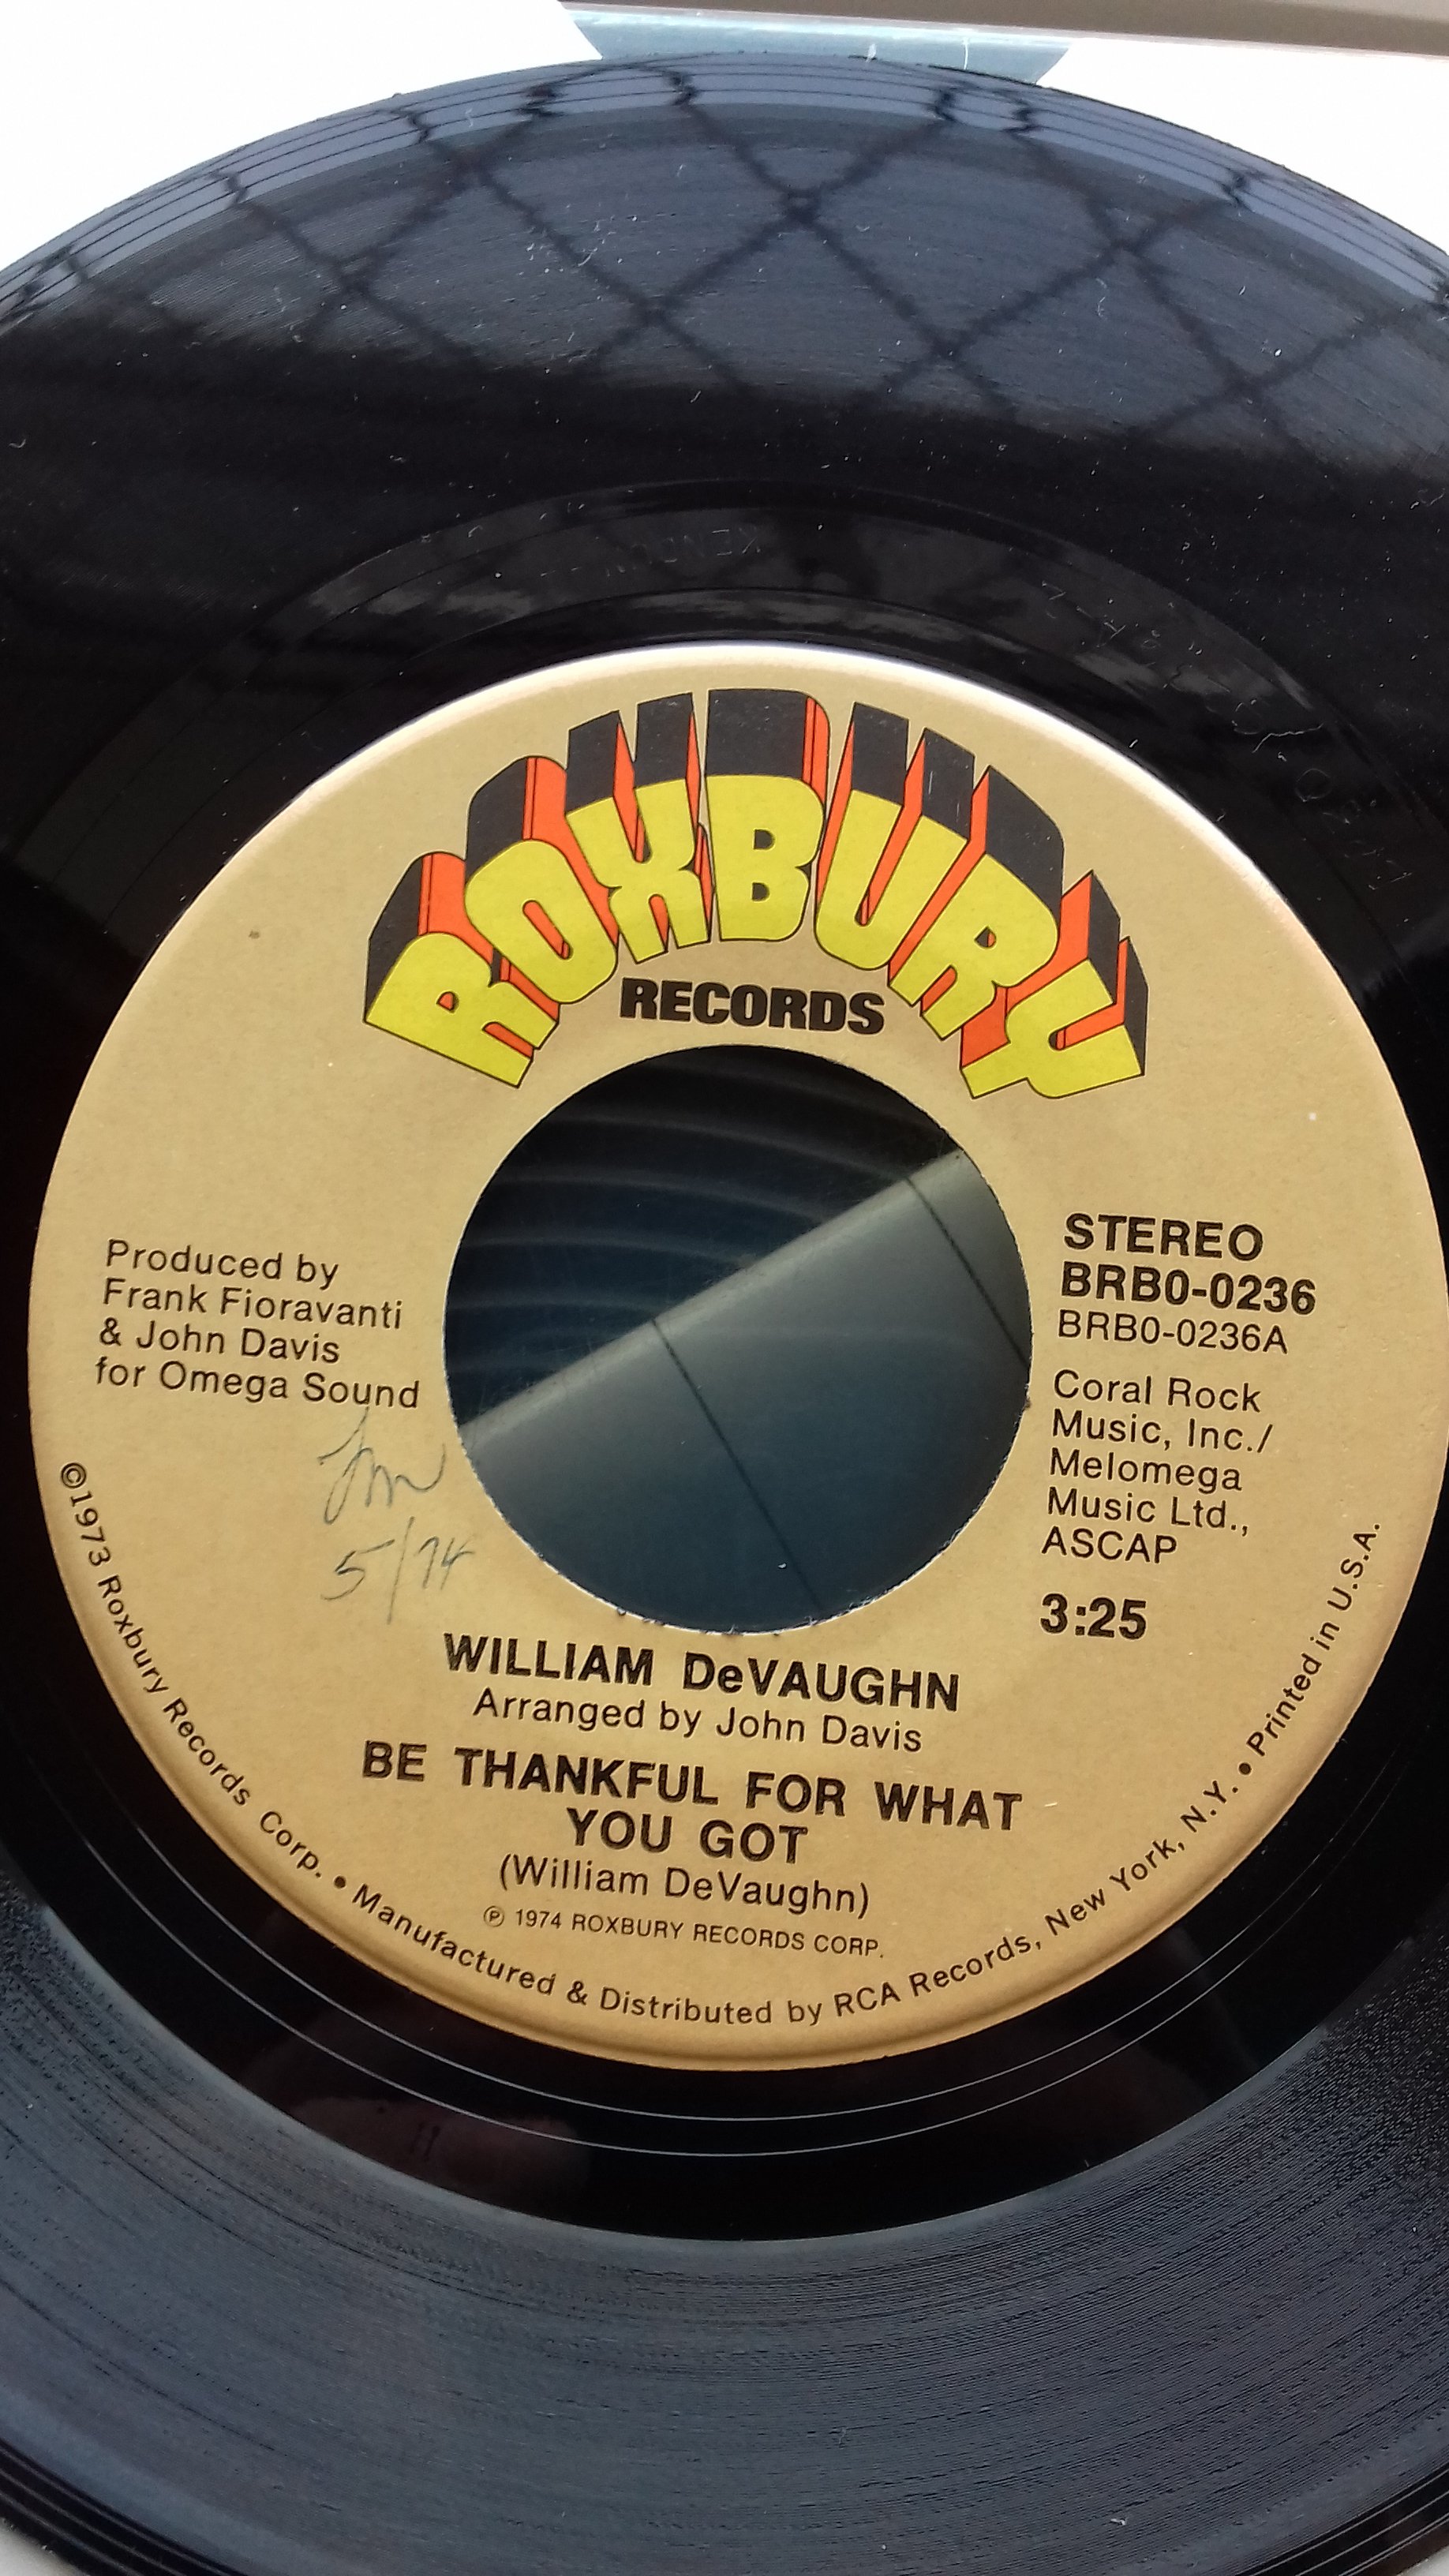 ROXBURY
RECORDS
Produced by
Frank Fioravanti
& John Davis
for Omega Sound
STEREO
BRBO-0236
BRBO-0236A
Coral Rock
Music, Inc./
Melomega
Music Ltd.,
ASCAP
3:25
5/74
WILLIAM DeVAUGHN
Arranged by John Davis
BE THANKFUL FOR WHAT
YOU GOT
(William DeVaughn)
℗ 1974 ROXBURY RECORDS CORP.
©1973 Roxbury Records Corp. • Manufactured & Distributed by RCA Records, New York, N.Y. • Printed in U.S.A.